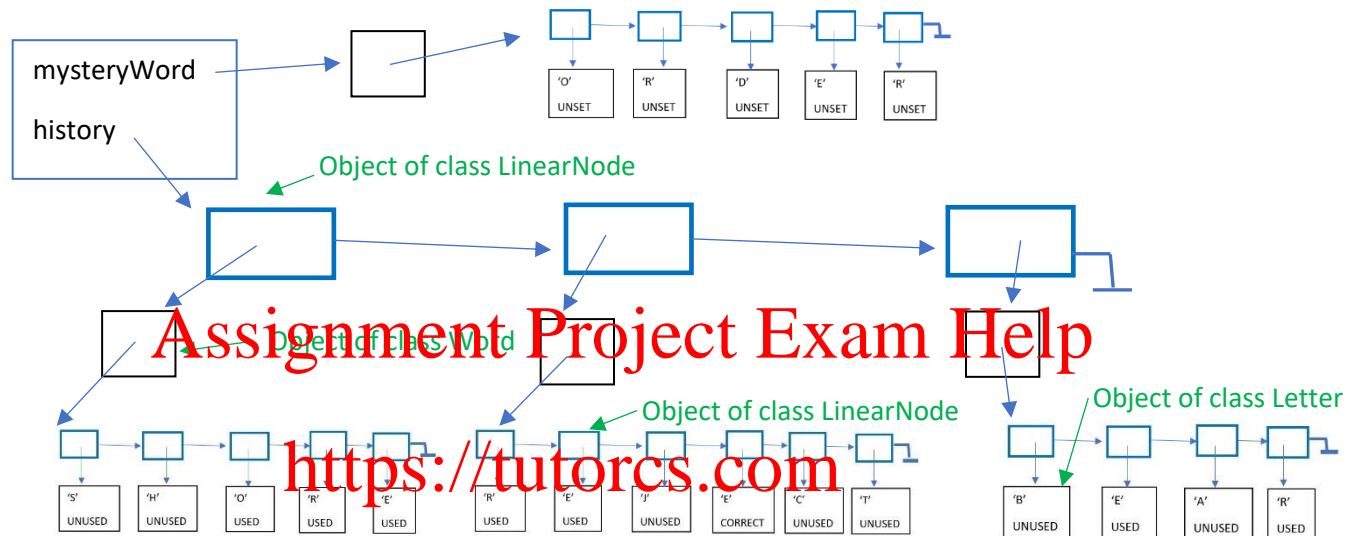 'O' 'R' 'D' 'E' 'R'
UNSET UNSET UNSET UNSET UNSET
mysteryWord
history
Object of class LinearNode
Assignment Project Exam Help
Object of class Word
Object of class LinearNode
Object of class Letter
https://tutorcs.com
'S' 'H' 'O' 'R' 'E'
UNUSED UNUSED USED USED USED
'R' 'E' 'J' 'E' 'C' 'T'
USED USED UNUSED CORRECT UNUSED UNUSED
'B' 'E' 'A' 'R'
UNUSED USED UNUSED USED